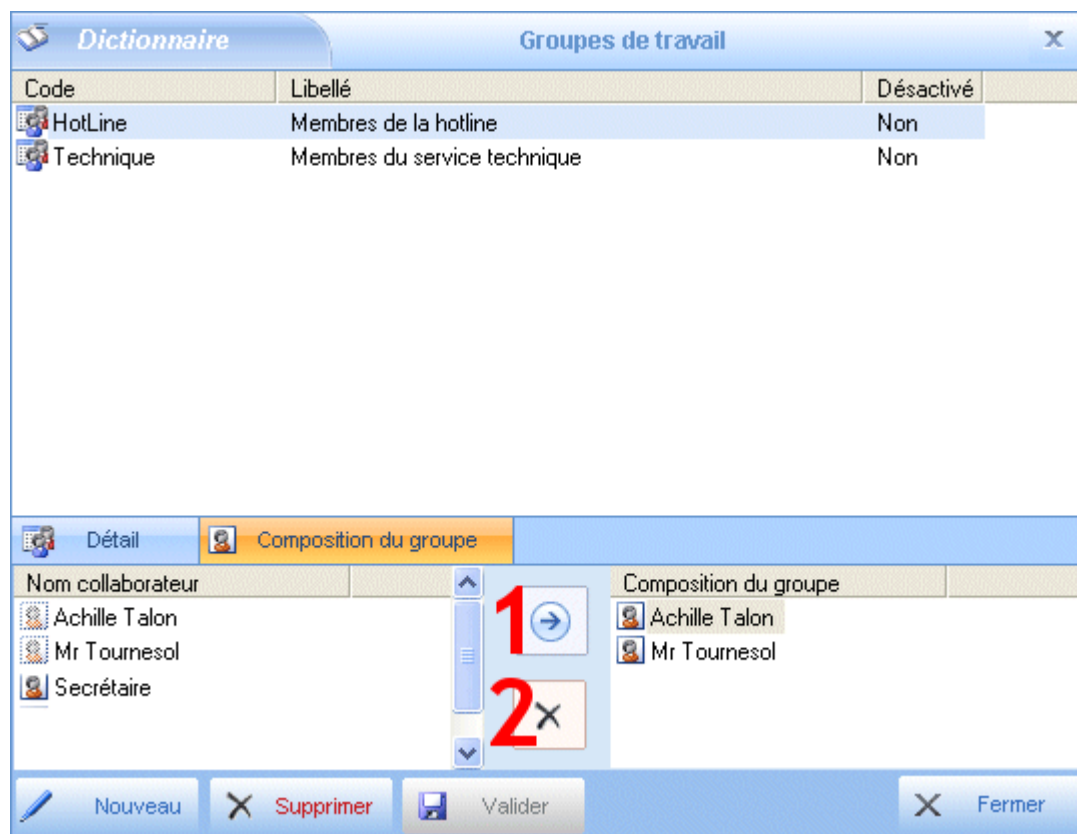 Dictionnaire Groupes de travail
Code Libellé Désactivé
HotLine Membres de la hotline Non
Technique Membres du service technique Non
Détail Composition du groupe
Nom collaborateur Composition du groupe
Achille Talon 1 Achille Talon
Mr Tournesol Mr Tournesol
Secrétaire 2
Nouveau Supprimer Valider Fermer